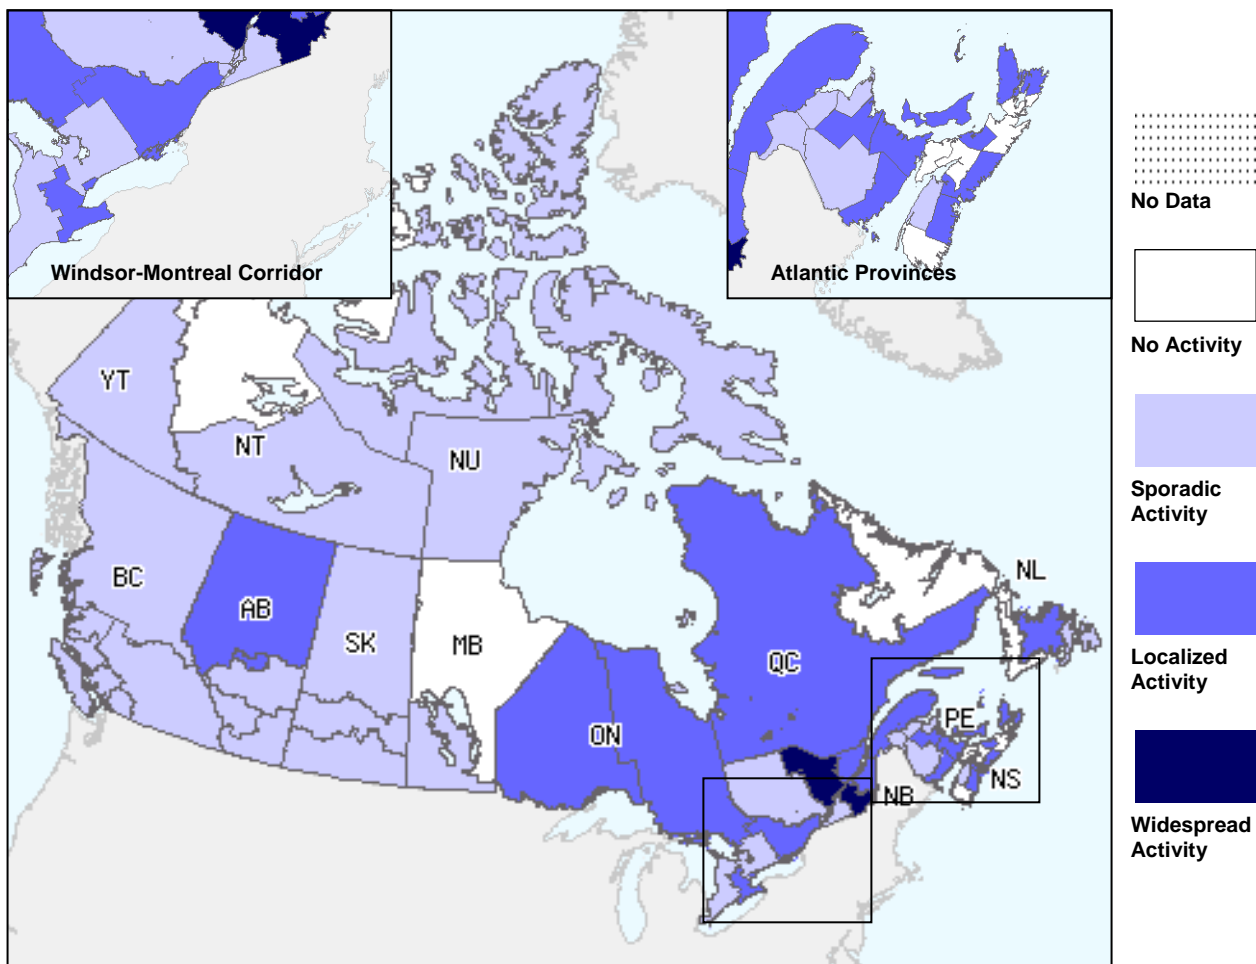 Windsor-Montreal Corridor
Atlantic Provinces
No Data
No Activity
Sporadic
Activity
Localized
Activity
Widespread
Activity
YT
NT
NU
BC
AB
SK
MB
ON
QC
NL
PE
NB
NS